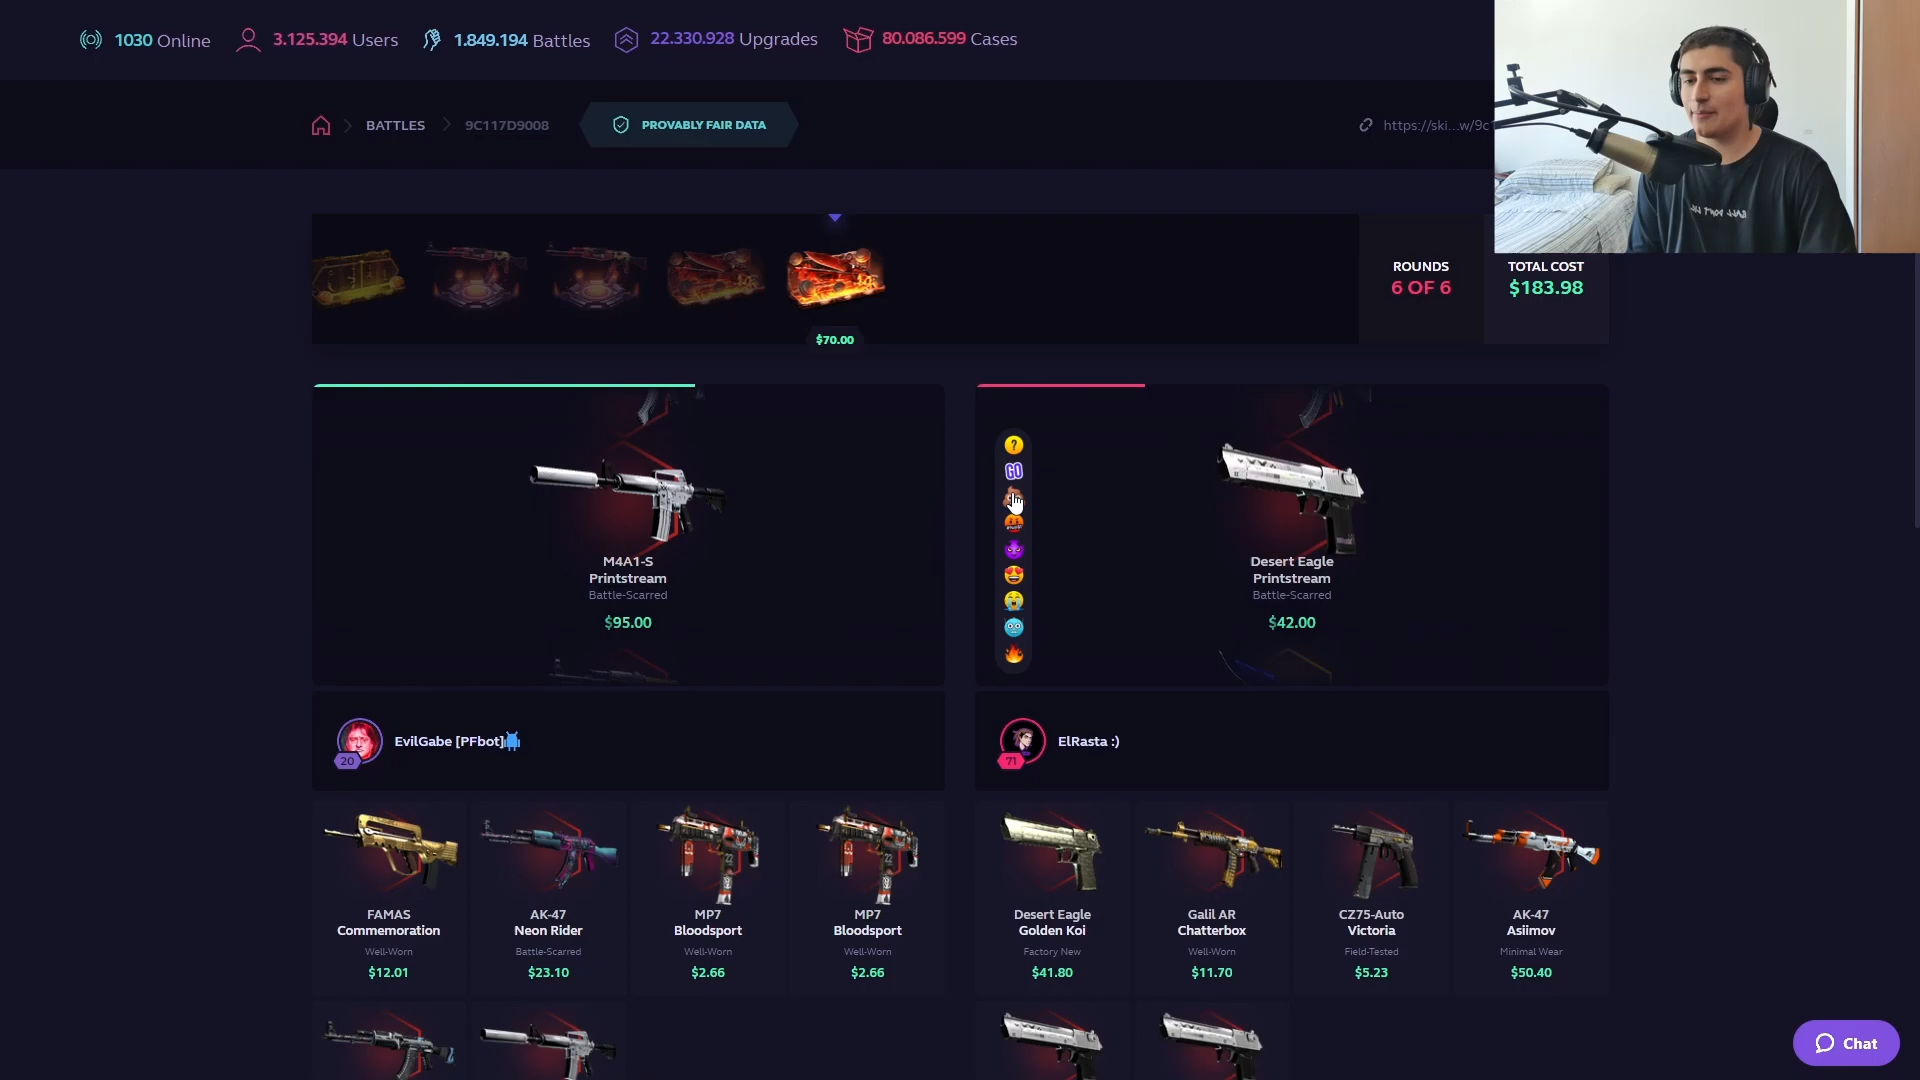 1030 Online
3.125.394 Users
1.849.194 Battles
22.330.928 Upgrades
80.086.599 Cases
BATTLES
9C117D9008
PROVABLY FAIR DATA
https://ski...w/9c1
ROUNDS
6 OF 6
TOTAL COST
$183.98
$70.00
M4A1-S
Printstream
Battle-Scarred
$95.00
GO
Desert Eagle
Printstream
Battle-Scarred
$42.00
20
EvilGabe [PFbot]
71
ElRasta :)
FAMAS
Commemoration
Well-Worn
$12.01
AK-47
Neon Rider
Battle-Scarred
$23.10
MP7
Bloodsport
Well-Worn
$2.66
MP7
Bloodsport
Well-Worn
$2.66
Desert Eagle
Golden Koi
Factory New
$41.80
Galil AR
Chatterbox
Well-Worn
$11.70
CZ75-Auto
Victoria
Field-Tested
$5.23
AK-47
Asiimov
Minimal Wear
$50.40
Chat